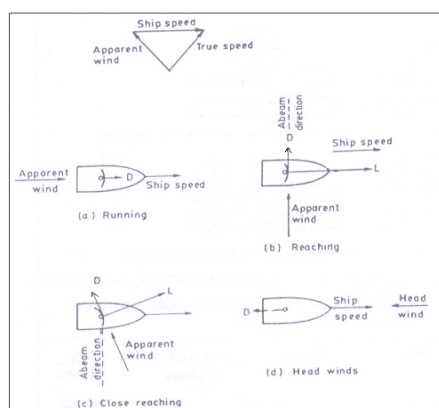 Ship speed
Apparent
wind
True speed
Abeam
direction
D
Ship speed
Apparent
wind
D
Ship speed
L
Apparent
wind
(a) Running
(b) Reaching
D
L
Abeam
direction
Apparent
wind
(c) Close reaching
D
Ship
speed
Head
wind
(d) Head winds